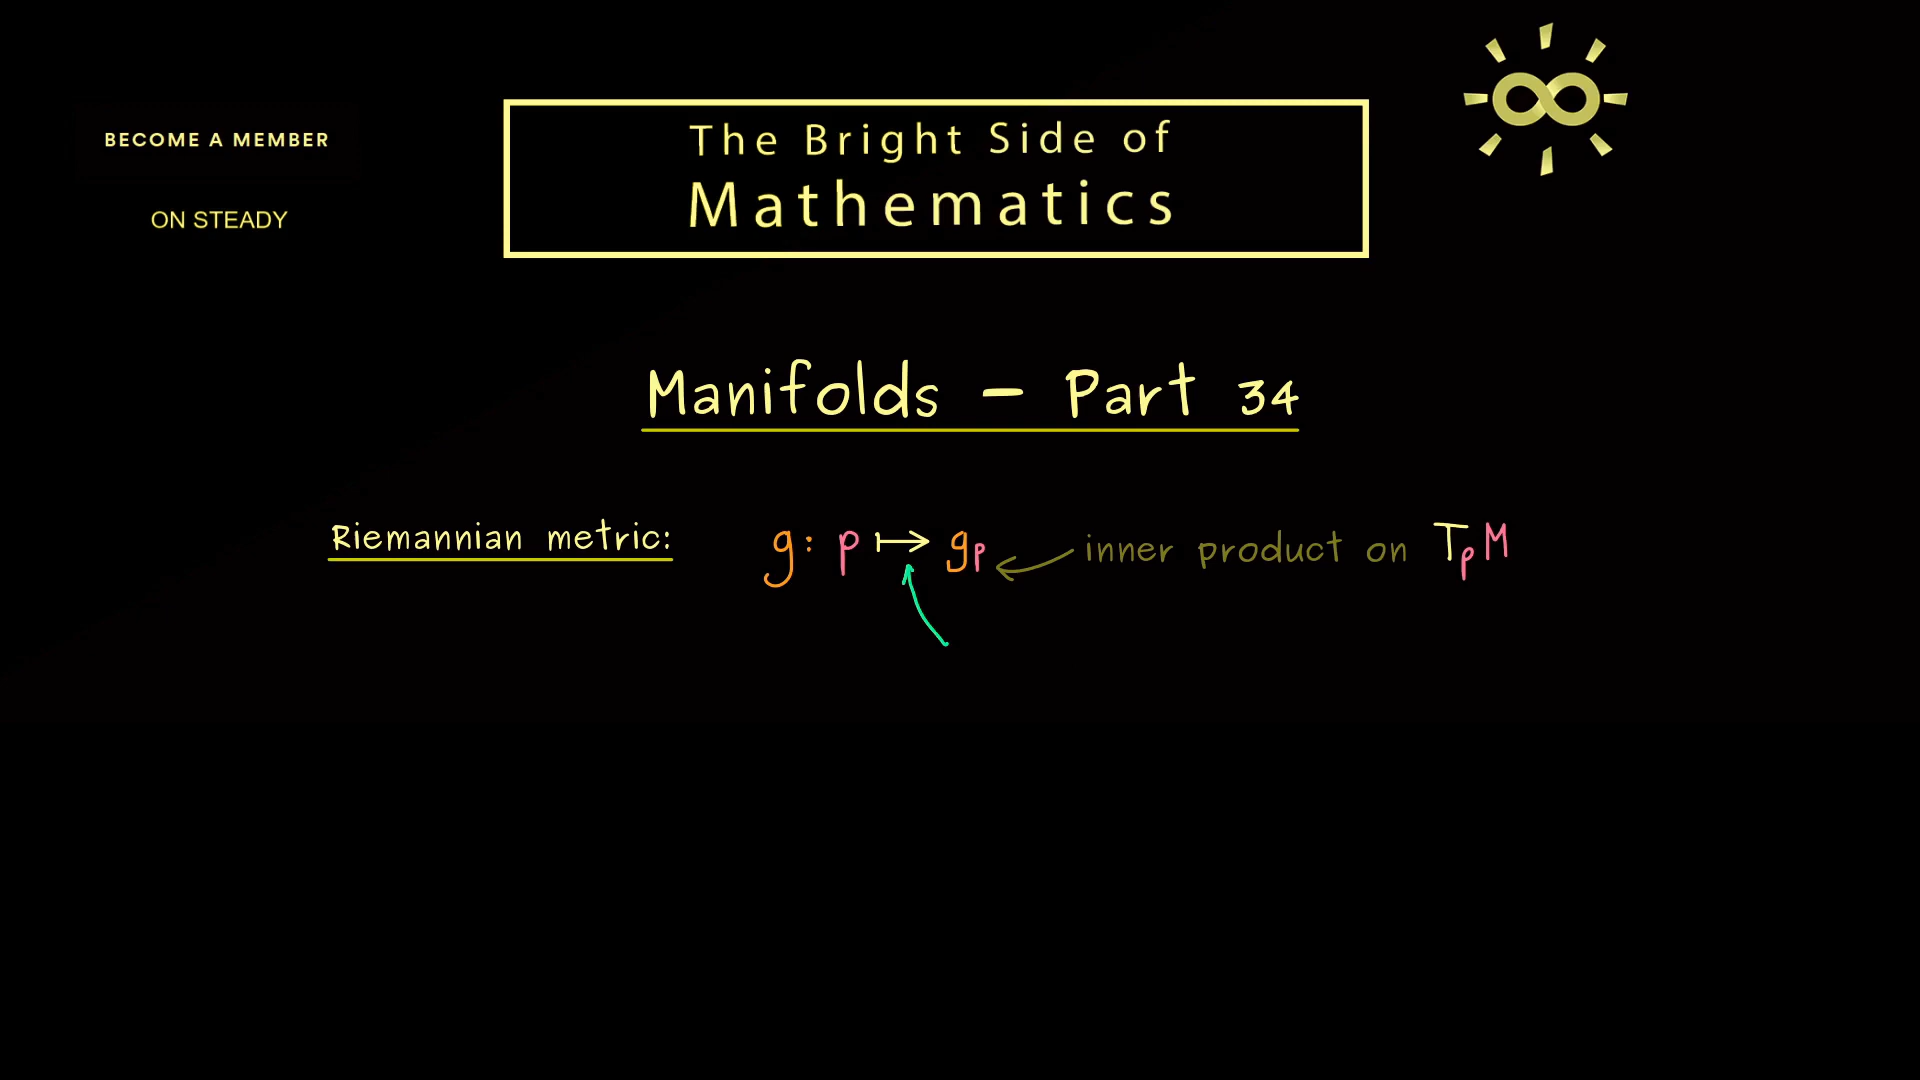 BECOME A MEMBER
ON STEADY
The Bright Side of
Mathematics
Manifolds - Part 34
Riemannian metric: g: p ↦ gₚ inner product on TₚM